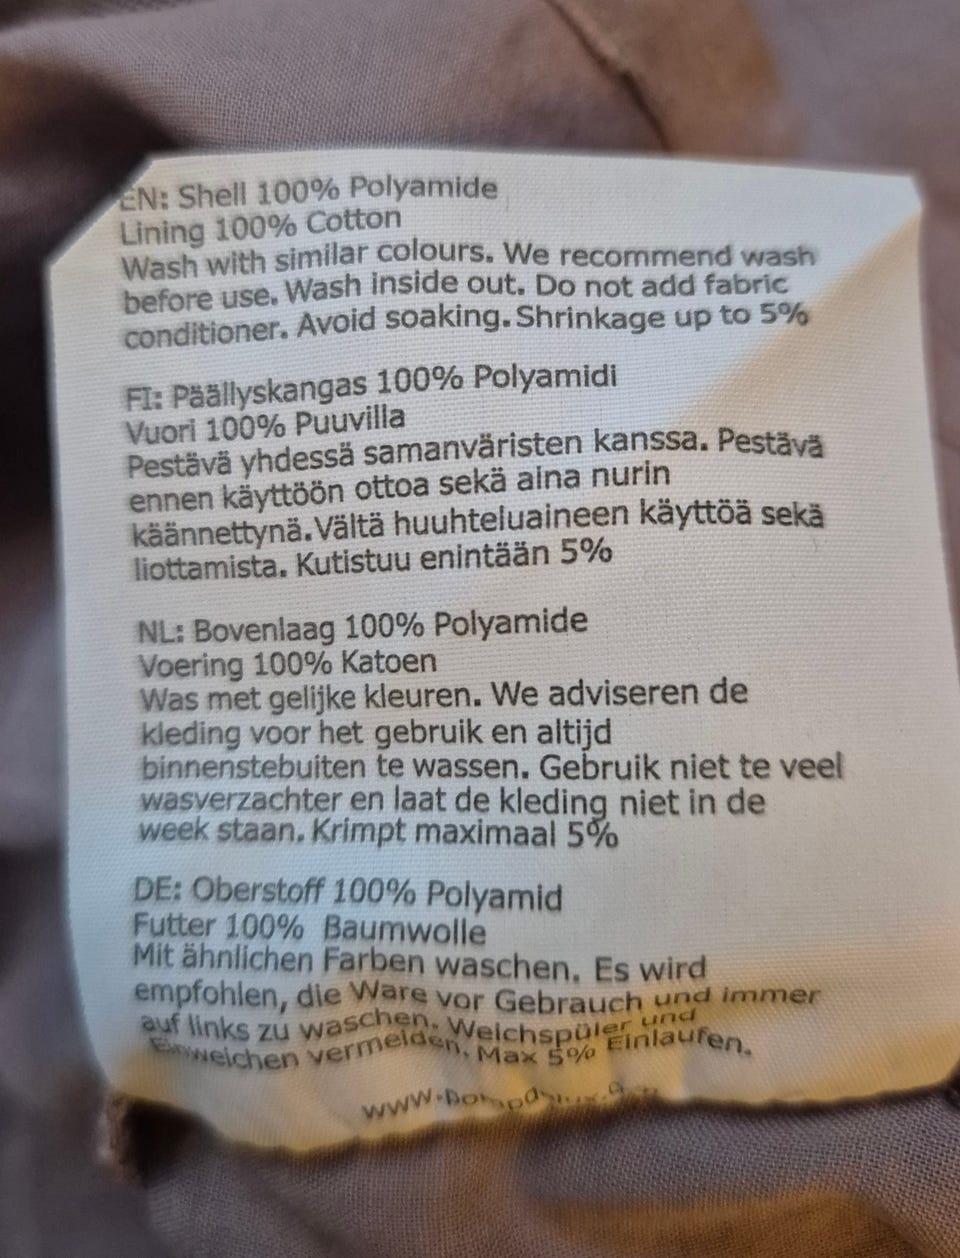 EN: Shell 100% Polyamide
Lining 100% Cotton
Wash with similar colours. We recommend wash
before use. Wash inside out. Do not add fabric
conditioner. Avoid soaking. Shrinkage up to 5%
FI: Päällyskangas 100% Polyamidi
Vuori 100% Puuvilla
Pestävä yhdessä samanväristen kanssa. Pestävä
ennen käyttöön ottoa sekä aina nurin
käännettynä. Vältä huuhteluaineen käyttöä sekä
liottamista. Kutistuu enintään 5%
NL: Bovenlaag 100% Polyamide
Voering 100% Katoen
Was met gelijke kleuren. We adviseren de
kleding voor het gebruik en altijd
binnenstebuiten te wassen. Gebruik niet te veel
wasverzachter en laat de kleding niet in de
week staan. Krimpt maximaal 5%
DE: Oberstoff 100% Polyamid
Futter 100% Baumwolle
Mit ähnlichen Farben waschen. Es wird
empfohlen, die Ware vor Gebrauch und immer
auf links zu waschen. Weichspüler und
Einweichen vermeiden. Max 5% Einlaufen.